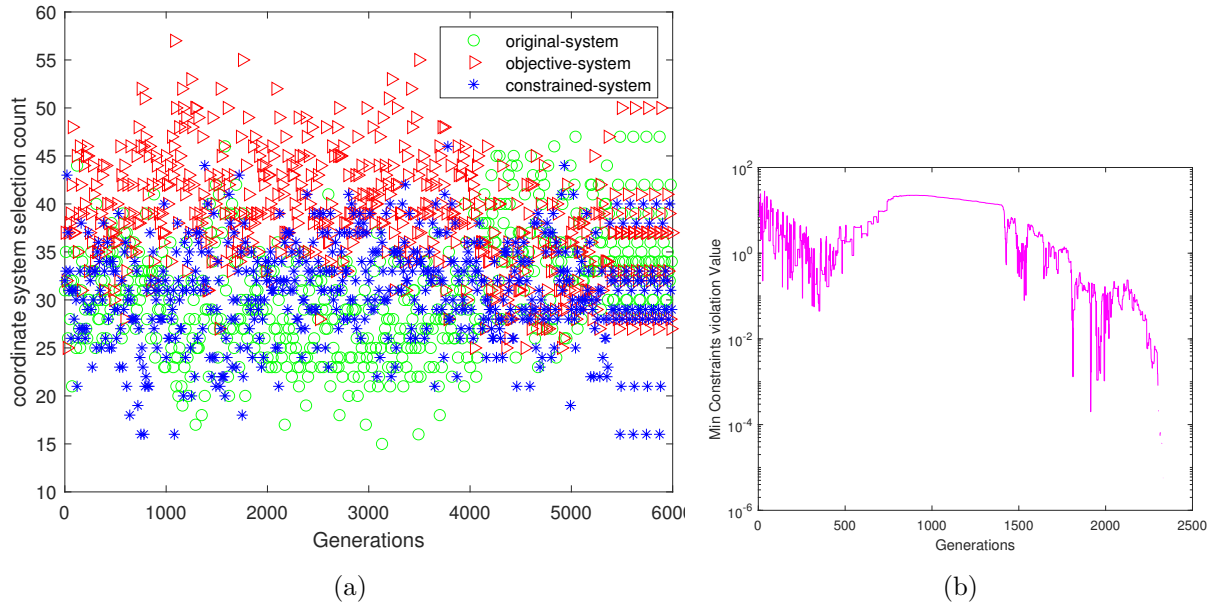 60
55
50
45
40
35
30
25
20
15
10
coordinate system selection count
original-system
objective-system
constrained-system
0 1000 2000 3000 4000 5000 6000
Generations
(a)
10^2
10^0
10^-2
10^-4
10^-6
Min Constraints violation Value
0 500 1000 1500 2000 2500
Generations
(b)